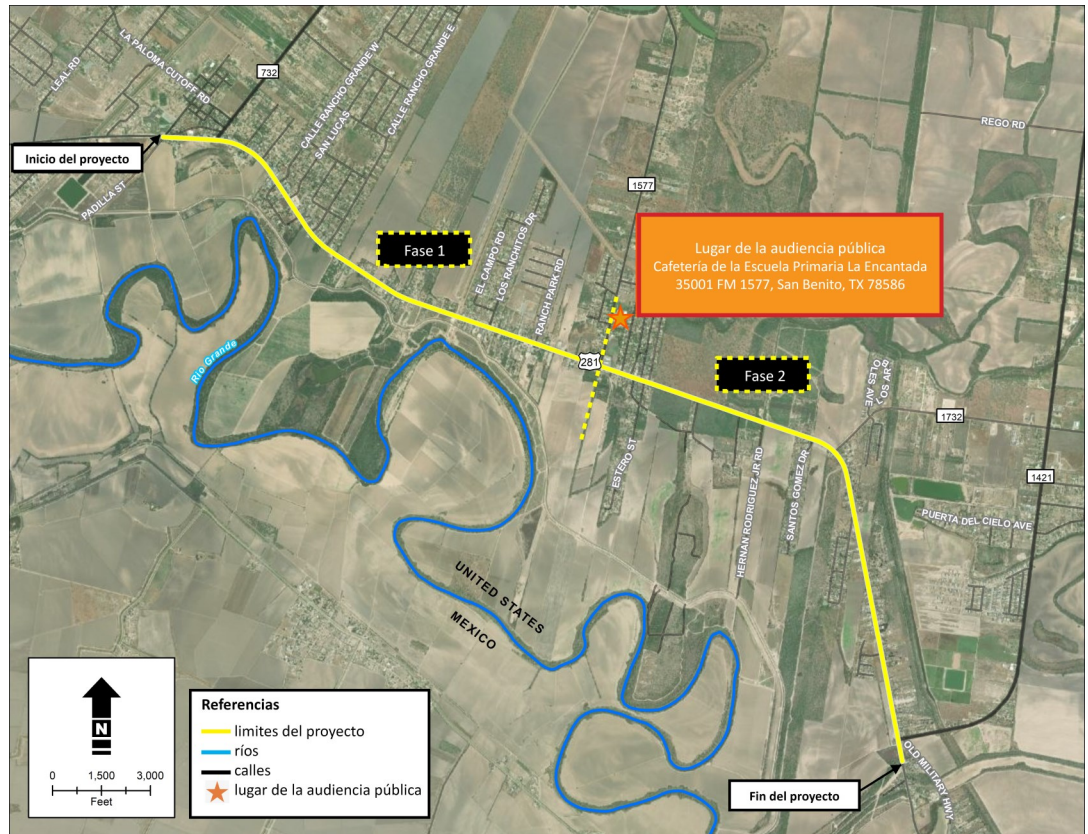 LEAL RD
LA PALOMA CUTOFF RD
732
CALLE RANCHO GRANDE W
SAN LUCAS
CALLE RANCHO GRANDE E
REGO RD
Inicio del proyecto
PADILLA ST
1577
Fase 1
EL CAMPO RD
LOS RANCHITOS DR
RANCH PARK RD
Lugar de la audiencia pública
Cafetería de la Escuela Primaria La Encantada
35001 FM 1577, San Benito, TX 78586
Rio Grande
281
Fase 2
LOS AR
OLES AVE
1732
1421
ESTERO ST
HERNAN RODRIGUEZ JR RD
SANTOS GOMEZ DR
PUERTA DEL CIELO AVE
UNITED STATES
MEXICO
N
0 1,500 3,000
Feet
Referencias
limites del proyecto
ríos
calles
lugar de la audiencia pública
OLD MILITARY HWY
Fin del proyecto